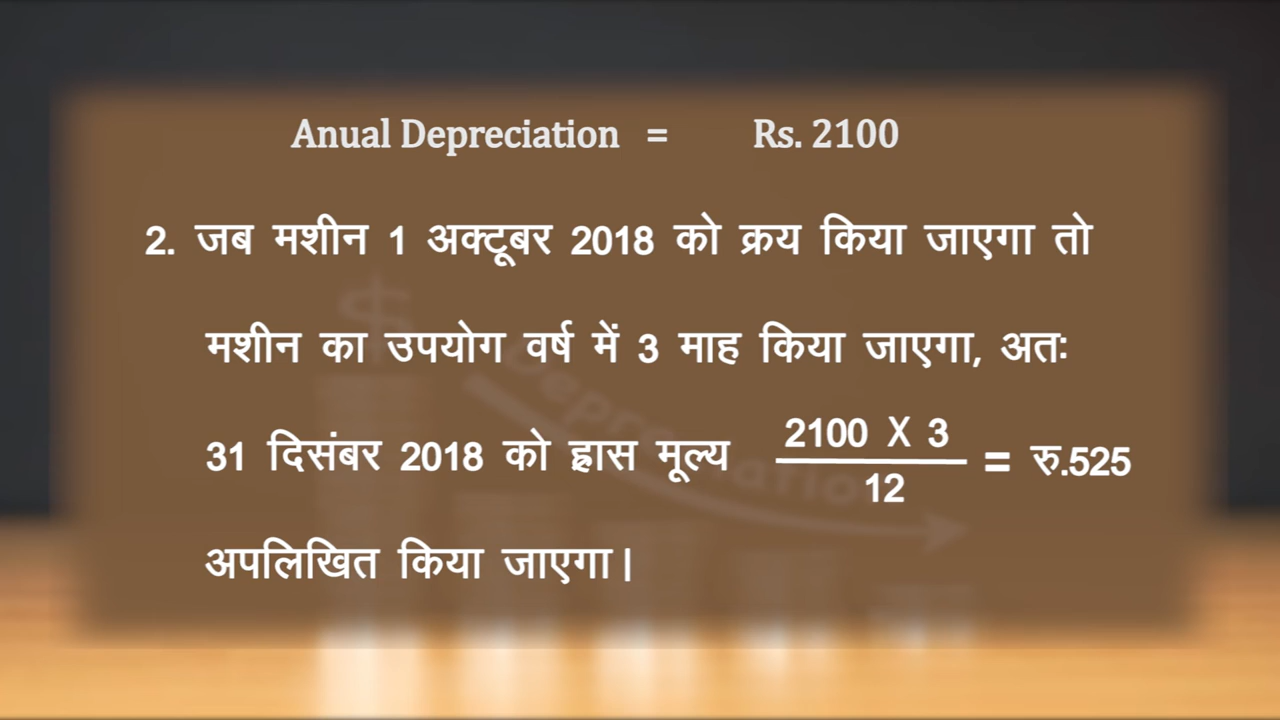 Anual Depreciation = Rs. 2100
2. जब मशीन 1 अक्टूबर 2018 को क्रय किया जाएगा तो
मशीन का उपयोग वर्ष में 3 माह किया जाएगा, अतः
31 दिसंबर 2018 को ह्रास मूल्य 2100 X 3 / 12 = रु.525
अपलिखित किया जाएगा।
Depreciation